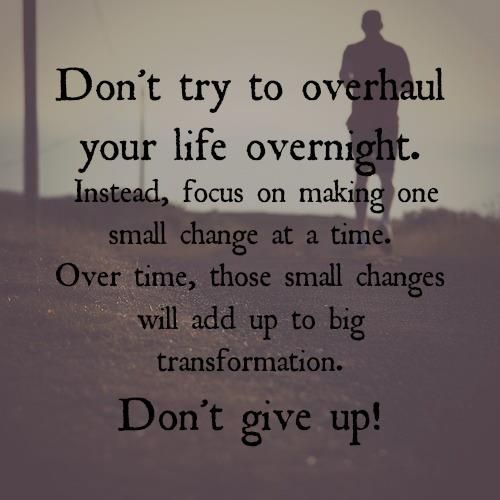 Don't try to overhaul
your life overnight.
Instead, focus on making one
small change at a time.
Over time, those small changes
will add up to big
transformation.
Don't give up!